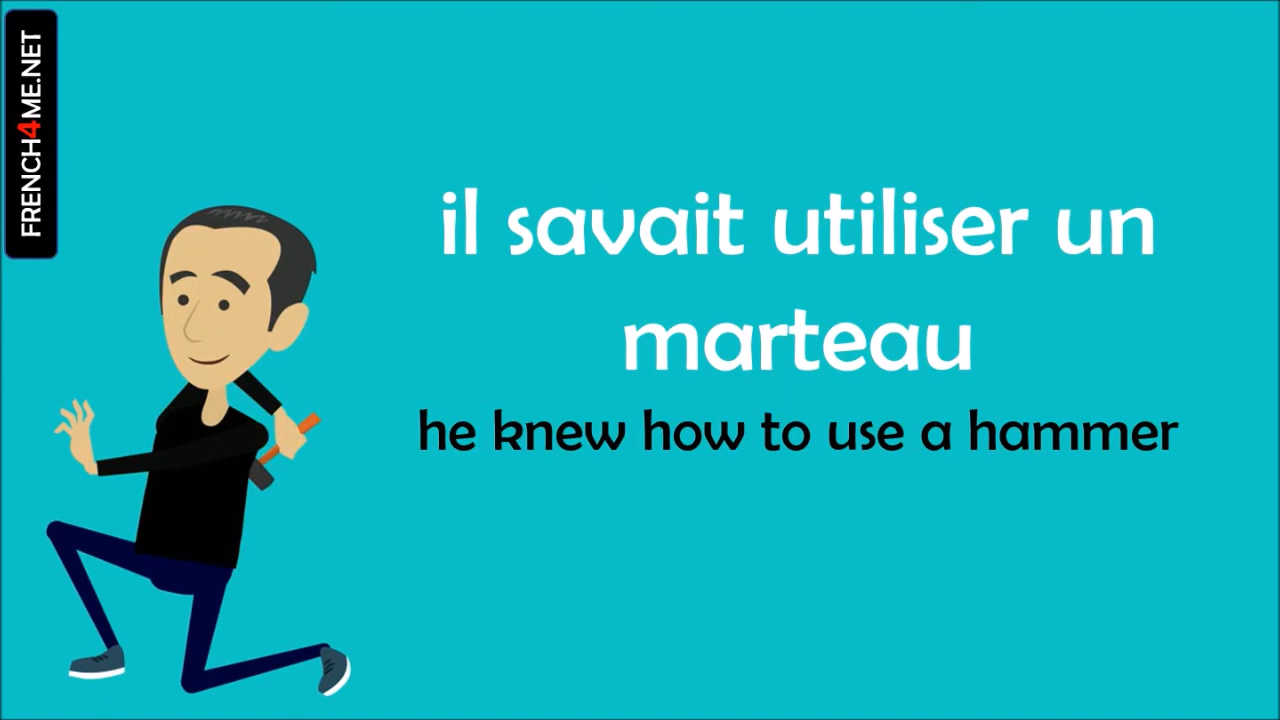 FRENCH4ME.NET
il savait utiliser un
marteau
he knew how to use a hammer